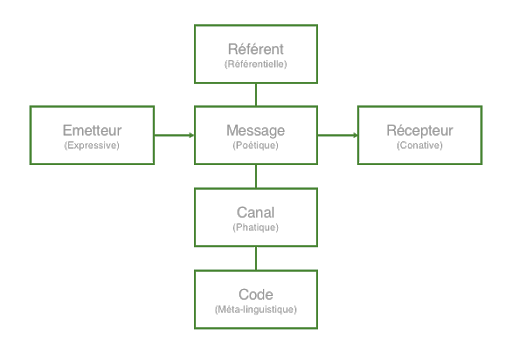 Référent
(Référentielle)
Emetteur
(Expressive)
Message
(Poétique)
Récepteur
(Conative)
Canal
(Phatique)
Code
(Méta-linguistique)